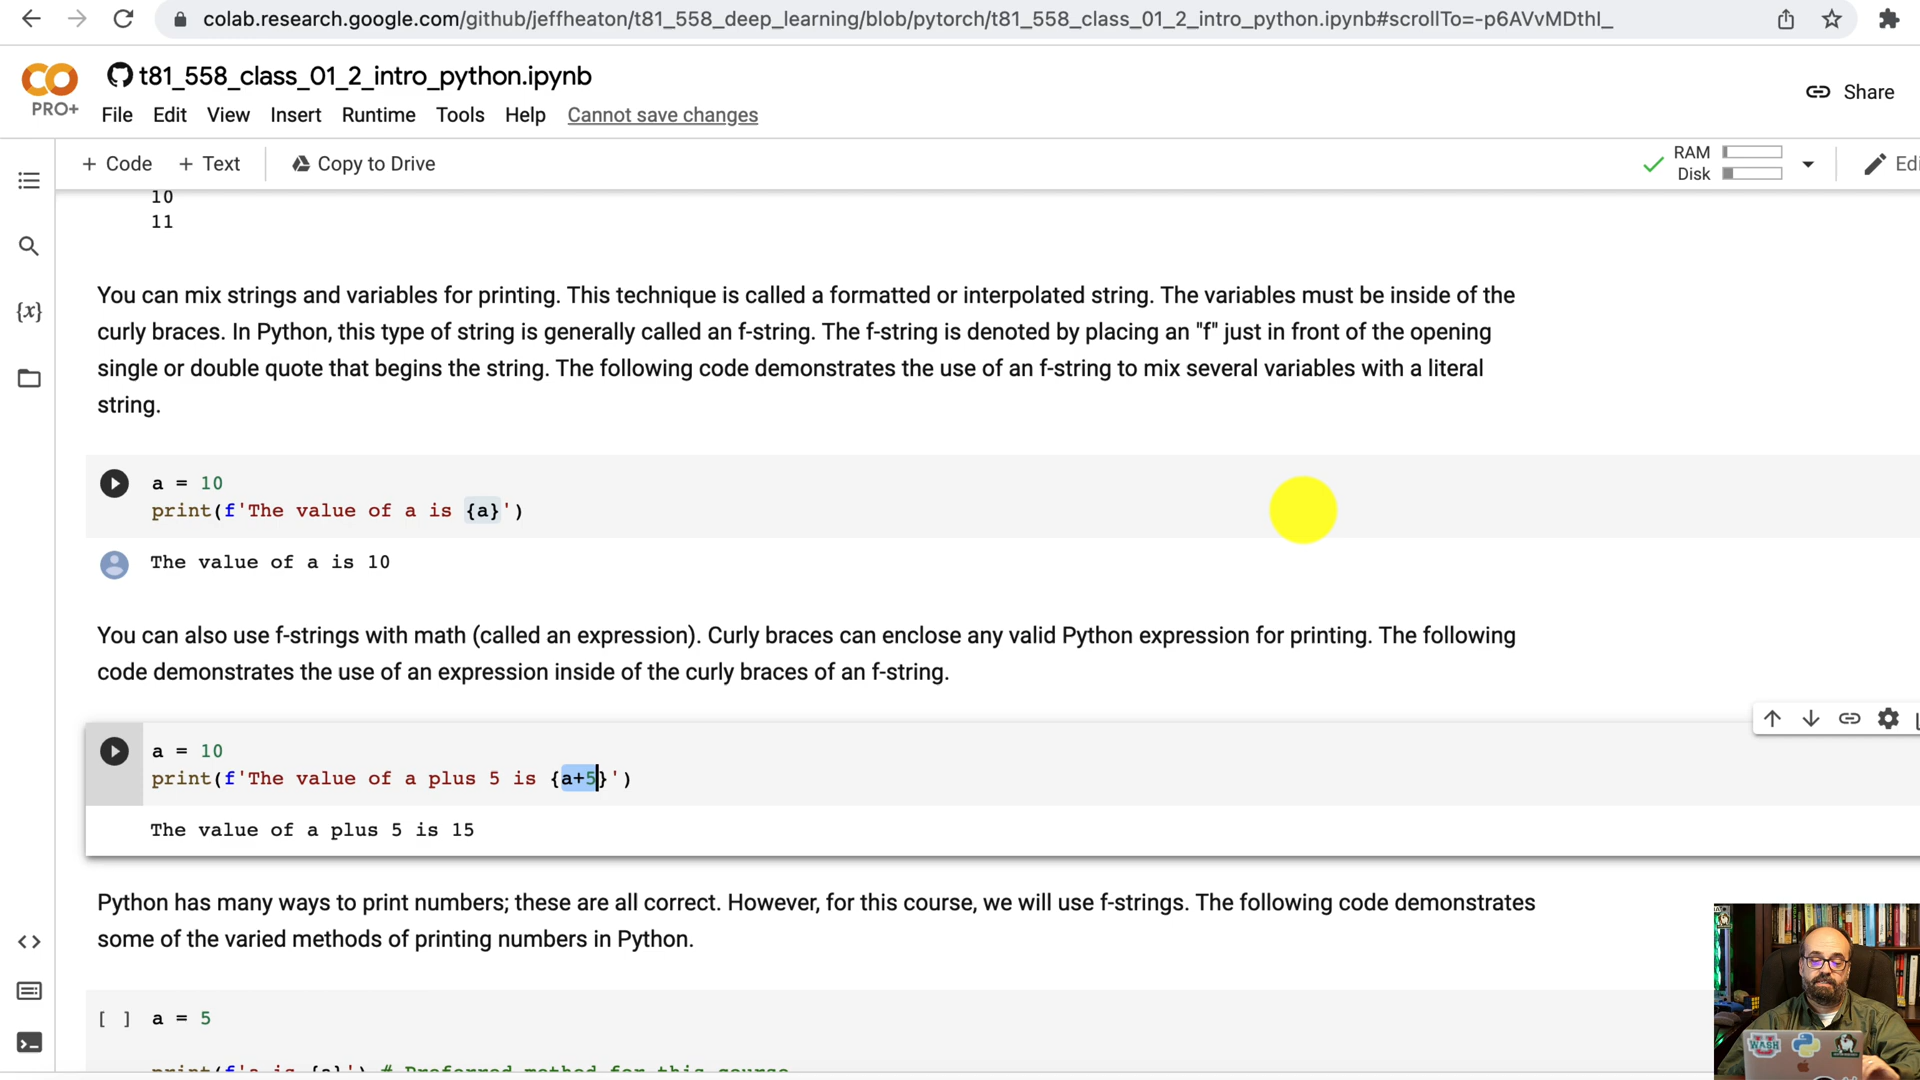 colab.research.google.com/github/jeffheaton/t81_558_deep_learning/blob/pytorch/t81_558_class_01_2_intro_python.ipynb#scrollTo=-p6AVvMDthI_
PRO+
t81_558_class_01_2_intro_python.ipynb
File Edit View Insert Runtime Tools Help Cannot save changes
Share
+ Code + Text Copy to Drive
RAM
Disk
Edi
10
11
You can mix strings and variables for printing. This technique is called a formatted or interpolated string. The variables must be inside of the
curly braces. In Python, this type of string is generally called an f-string. The f-string is denoted by placing an "f" just in front of the opening
single or double quote that begins the string. The following code demonstrates the use of an f-string to mix several variables with a literal
string.
a = 10
print(f'The value of a is {a}')
The value of a is 10
You can also use f-strings with math (called an expression). Curly braces can enclose any valid Python expression for printing. The following
code demonstrates the use of an expression inside of the curly braces of an f-string.
a = 10
print(f'The value of a plus 5 is {a+5}')
The value of a plus 5 is 15
Python has many ways to print numbers; these are all correct. However, for this course, we will use f-strings. The following code demonstrates
some of the varied methods of printing numbers in Python.
[ ] a = 5
print(f'a is {a}') # Preferred method for this course
WASH